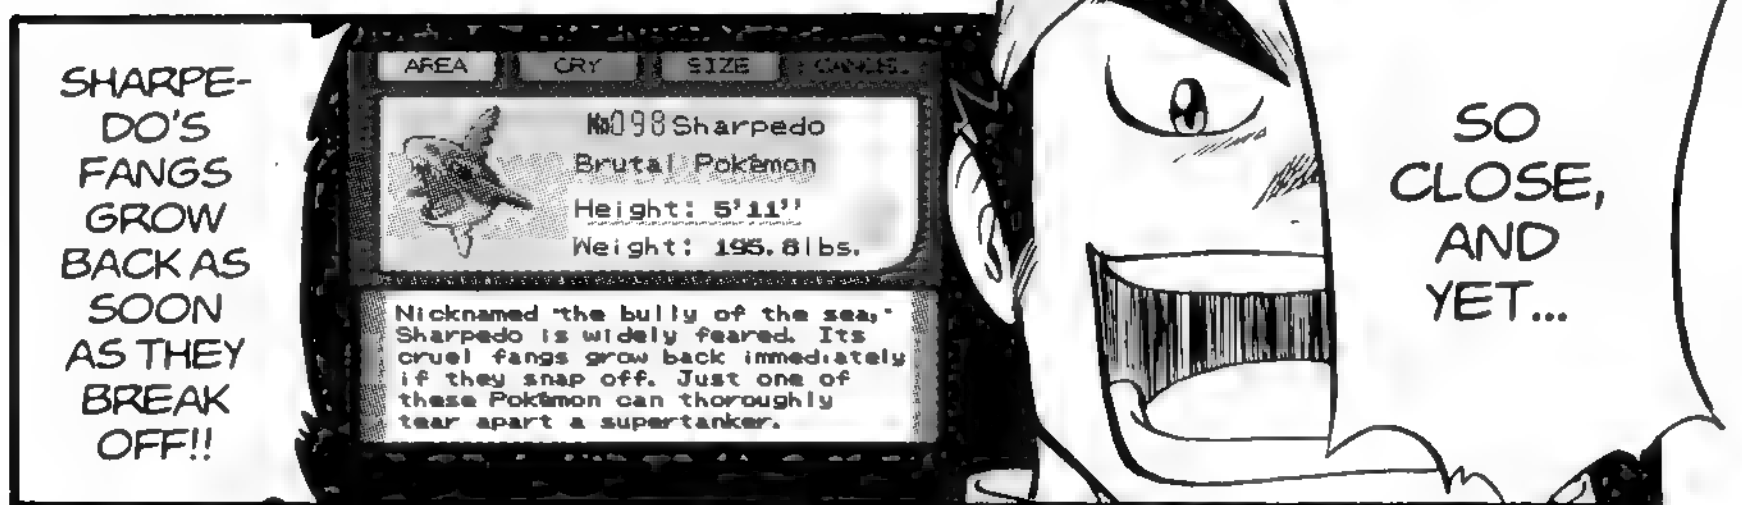 SHARPE-
DO'S
FANGS
GROW
BACK AS
SOON
AS THEY
BREAK
OFF!!
AREA CRY SIZE CANCEL
№098 Sharpedo
Brutal Pokémon
Height: 5'11"
Weight: 195.8lbs.
Nicknamed "the bully of the sea,"
Sharpedo is widely feared. Its
cruel fangs grow back immediately
if they snap off. Just one of
these Pokémon can thoroughly
tear apart a supertanker.
SO
CLOSE,
AND
YET...